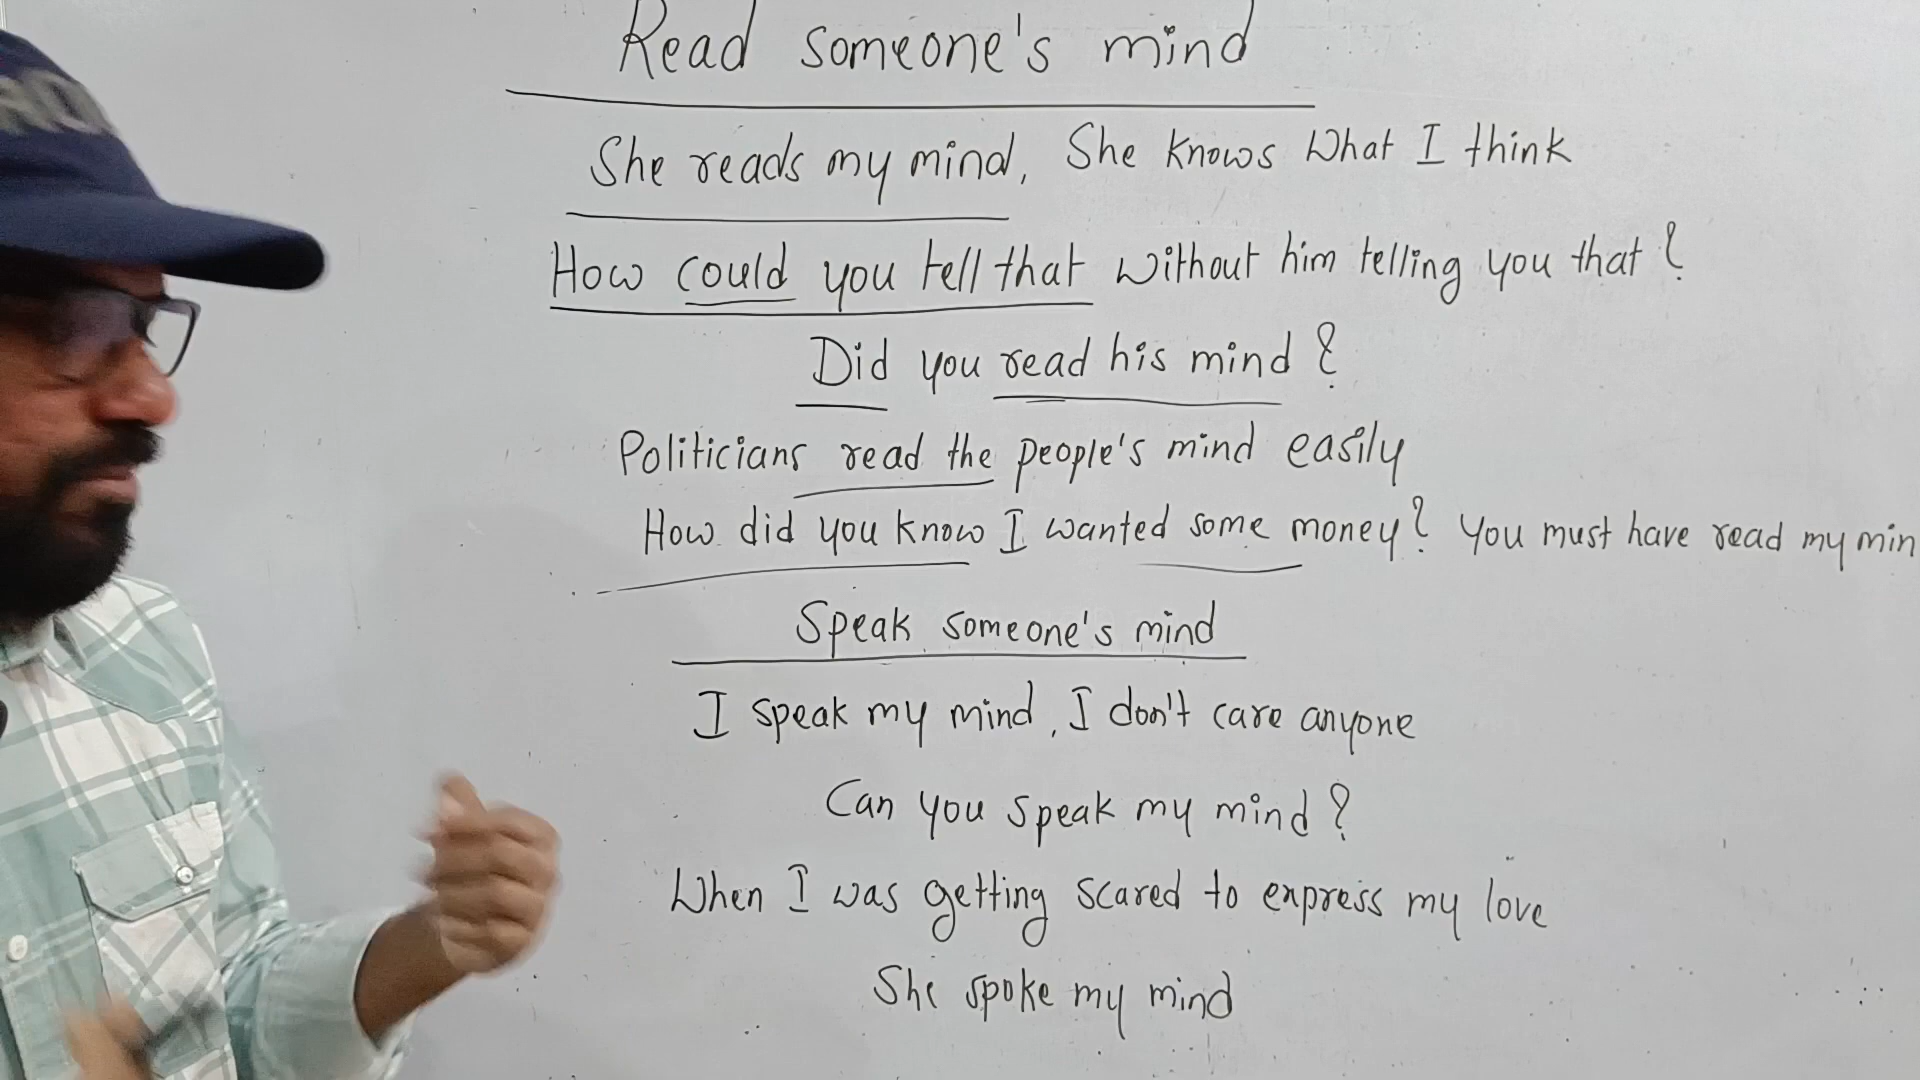 Read someone's mind
She reads my mind, She knows what I think
How could you tell that without him telling you that?
Did you read his mind?
Politicians read the people's mind easily
How did you know I wanted some money? You must have read my min
Speak someone's mind
I speak my mind, I don't care anyone
Can you speak my mind?
When I was getting scared to express my love
She spoke my mind